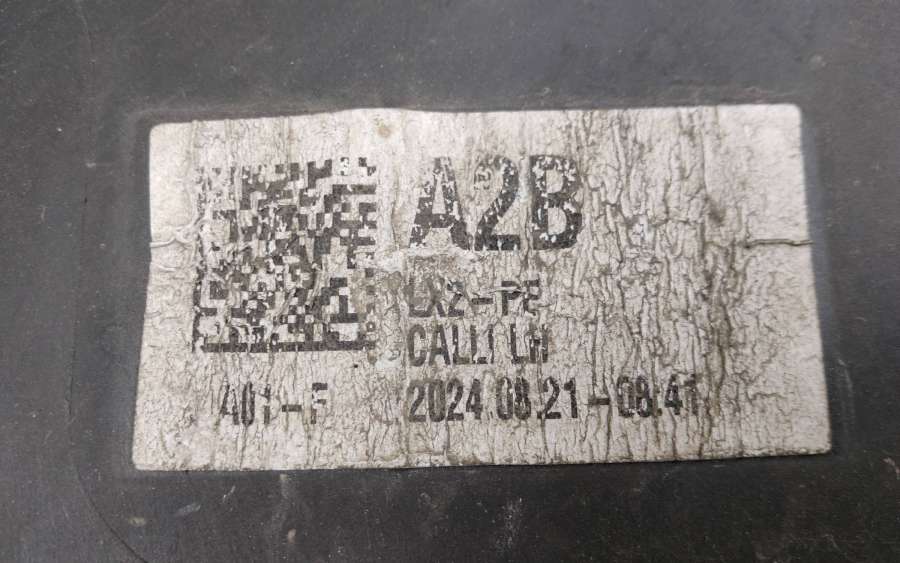 A2B
LX2-PE
CALLI LH
A01-F
2024.08.21-08:41